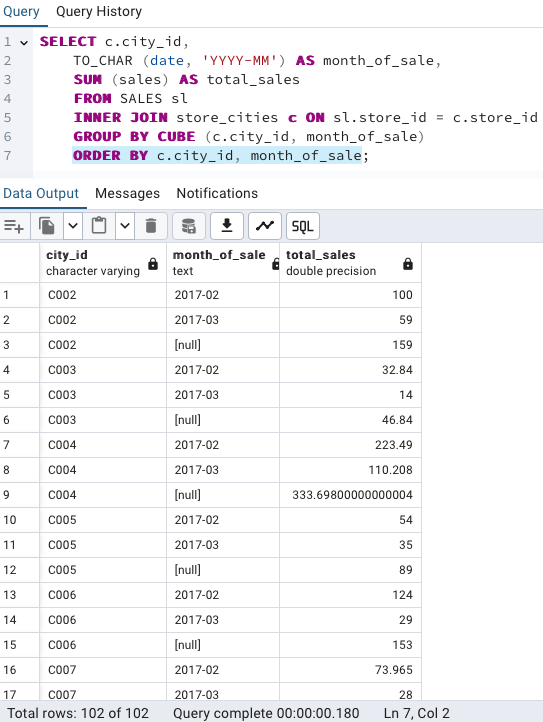 Query Query History
1 SELECT c.city_id,
2 TO_CHAR (date, 'YYYY-MM') AS month_of_sale,
3 SUM (sales) AS total_sales
4 FROM SALES sl
5 INNER JOIN store_cities c ON sl.store_id = c.store_id
6 GROUP BY CUBE (c.city_id, month_of_sale)
7 ORDER BY c.city_id, month_of_sale;
Data Output Messages Notifications
SQL
city_id month_of_sale total_sales
character varying text double precision
1 C002 2017-02 100
2 C002 2017-03 59
3 C002 [null] 159
4 C003 2017-02 32.84
5 C003 2017-03 14
6 C003 [null] 46.84
7 C004 2017-02 223.49
8 C004 2017-03 110.208
9 C004 [null] 333.69800000000004
10 C005 2017-02 54
11 C005 2017-03 35
12 C005 [null] 89
13 C006 2017-02 124
14 C006 2017-03 29
15 C006 [null] 153
16 C007 2017-02 73.965
17 C007 2017-03 28
Total rows: 102 of 102 Query complete 00:00:00.180 Ln 7, Col 2